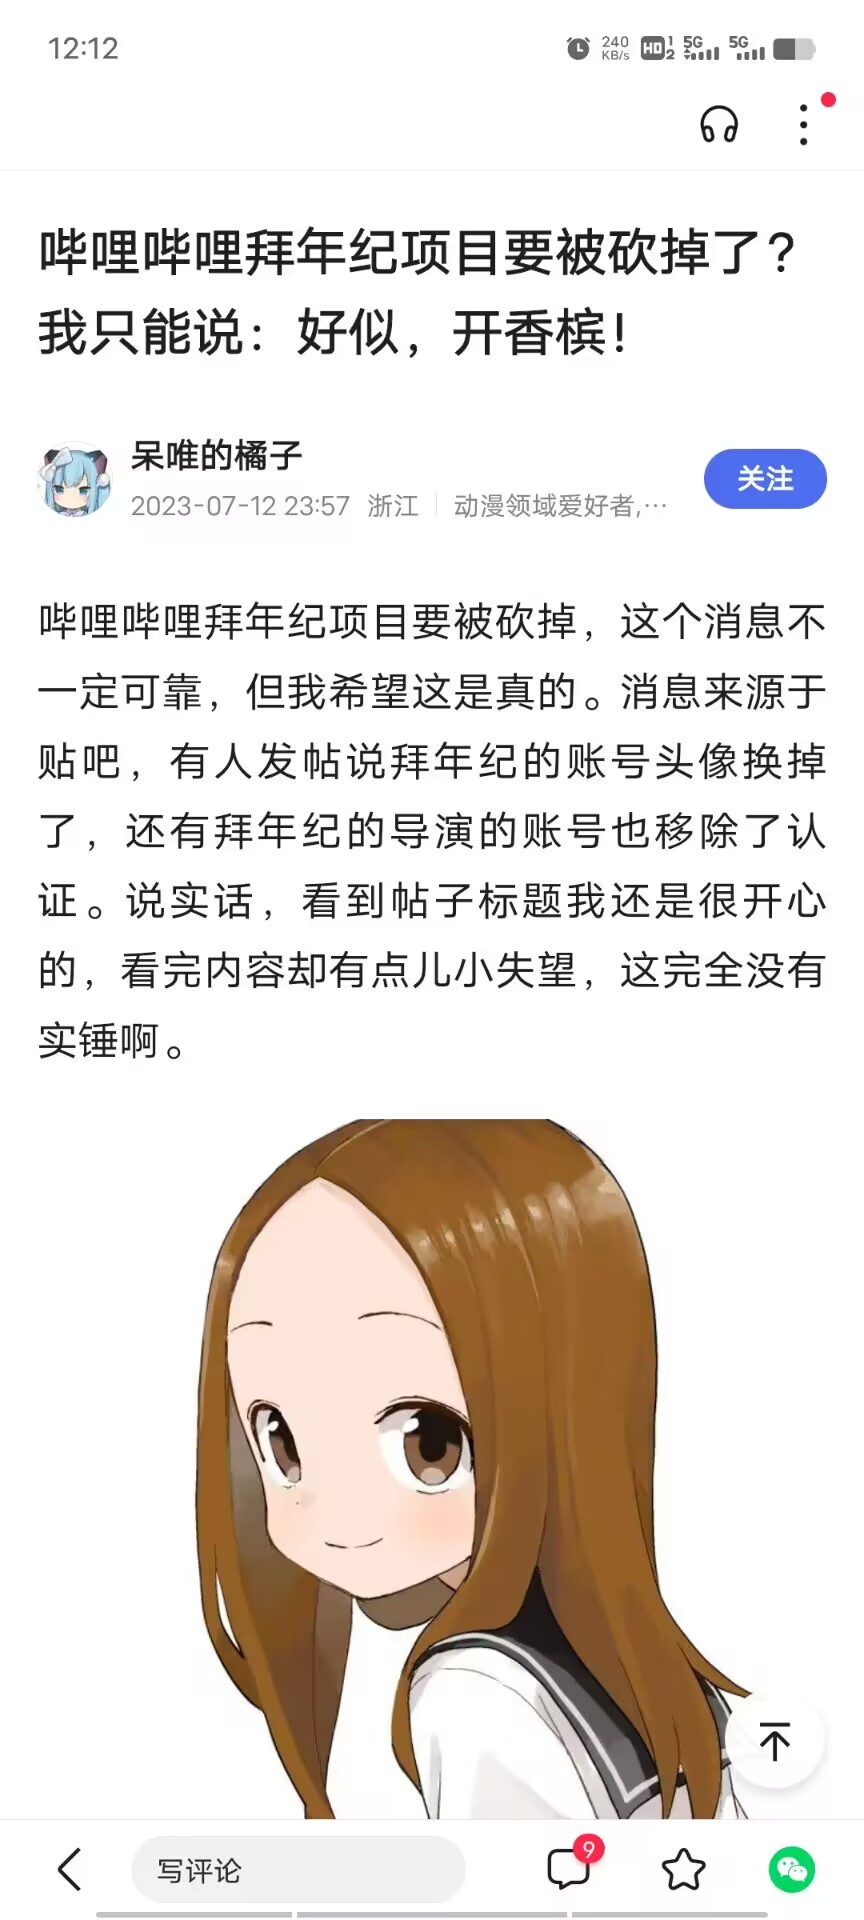 12:12
240
KB/s
HD 1 2
5G
5G
哔哩哔哩拜年纪项目要被砍掉了?
我只能说：好似，开香槟!
呆唯的橘子
2023-07-12 23:57 浙江 动漫领域爱好者,…
关注
哔哩哔哩拜年纪项目要被砍掉，这个消息不
一定可靠，但我希望这是真的。消息来源于
贴吧，有人发帖说拜年纪的账号头像换掉
了，还有拜年纪的导演的账号也移除了认
证。说实话，看到帖子标题我还是很开心
的，看完内容却有点儿小失望，这完全没有
实锤啊。
写评论
9